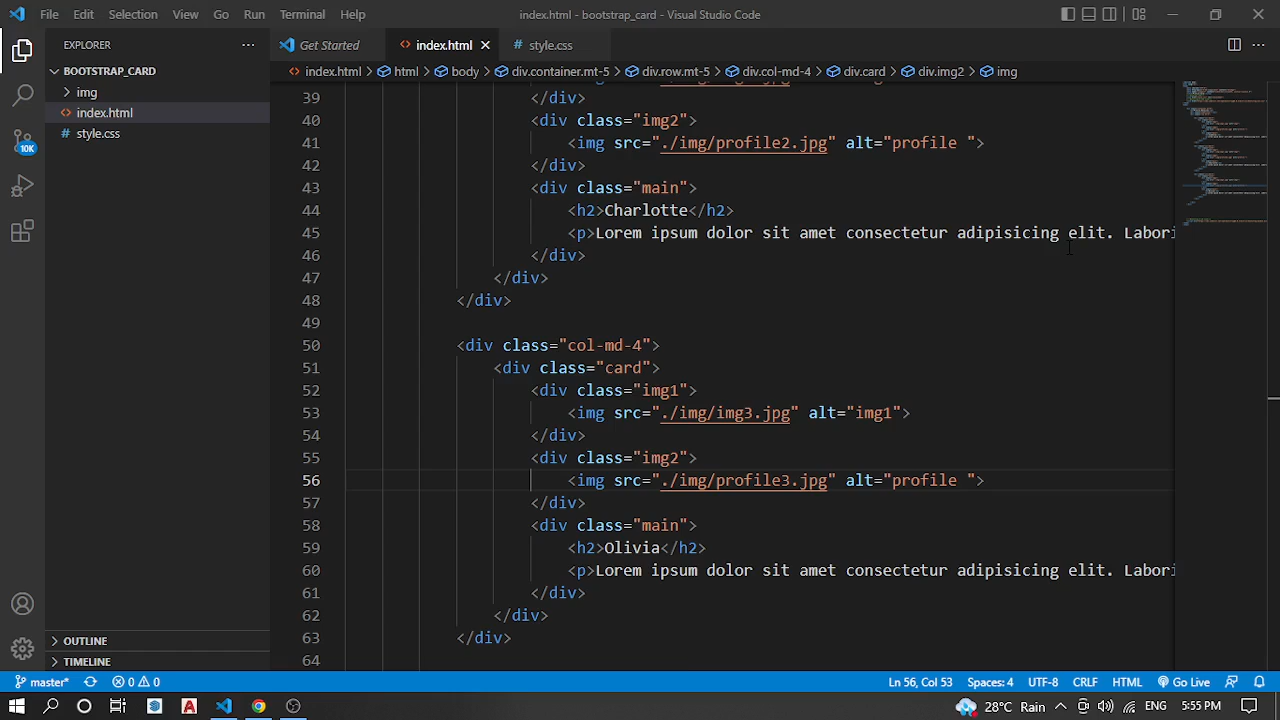 File Edit Selection View Go Run Terminal Help index.html - bootstrap_card - Visual Studio Code
EXPLORER
Get Started index.html style.css
BOOTSTRAP_CARD
index.html > html > body > div.container.mt-5 > div.row.mt-5 > div.col-md-4 > div.card > div.img2 > img
img
index.html
style.css
10K
39 </div>
40 <div class="img2">
41 <img src="./img/profile2.jpg" alt="profile ">
42 </div>
43 <div class="main">
44 <h2>Charlotte</h2>
45 <p>Lorem ipsum dolor sit amet consectetur adipisicing elit. Labori
46 </div>
47 </div>
48 </div>
49
50 <div class="col-md-4">
51 <div class="card">
52 <div class="img1">
53 <img src="./img/img3.jpg" alt="img1">
54 </div>
55 <div class="img2">
56 <img src="./img/profile3.jpg" alt="profile ">
57 </div>
58 <div class="main">
59 <h2>Olivia</h2>
60 <p>Lorem ipsum dolor sit amet consectetur adipisicing elit. Labori
61 </div>
62 </div>
63 </div>
64
OUTLINE
TIMELINE
master* 0 0 Ln 56, Col 53 Spaces: 4 UTF-8 CRLF HTML Go Live
28°C Rain ENG 5:55 PM